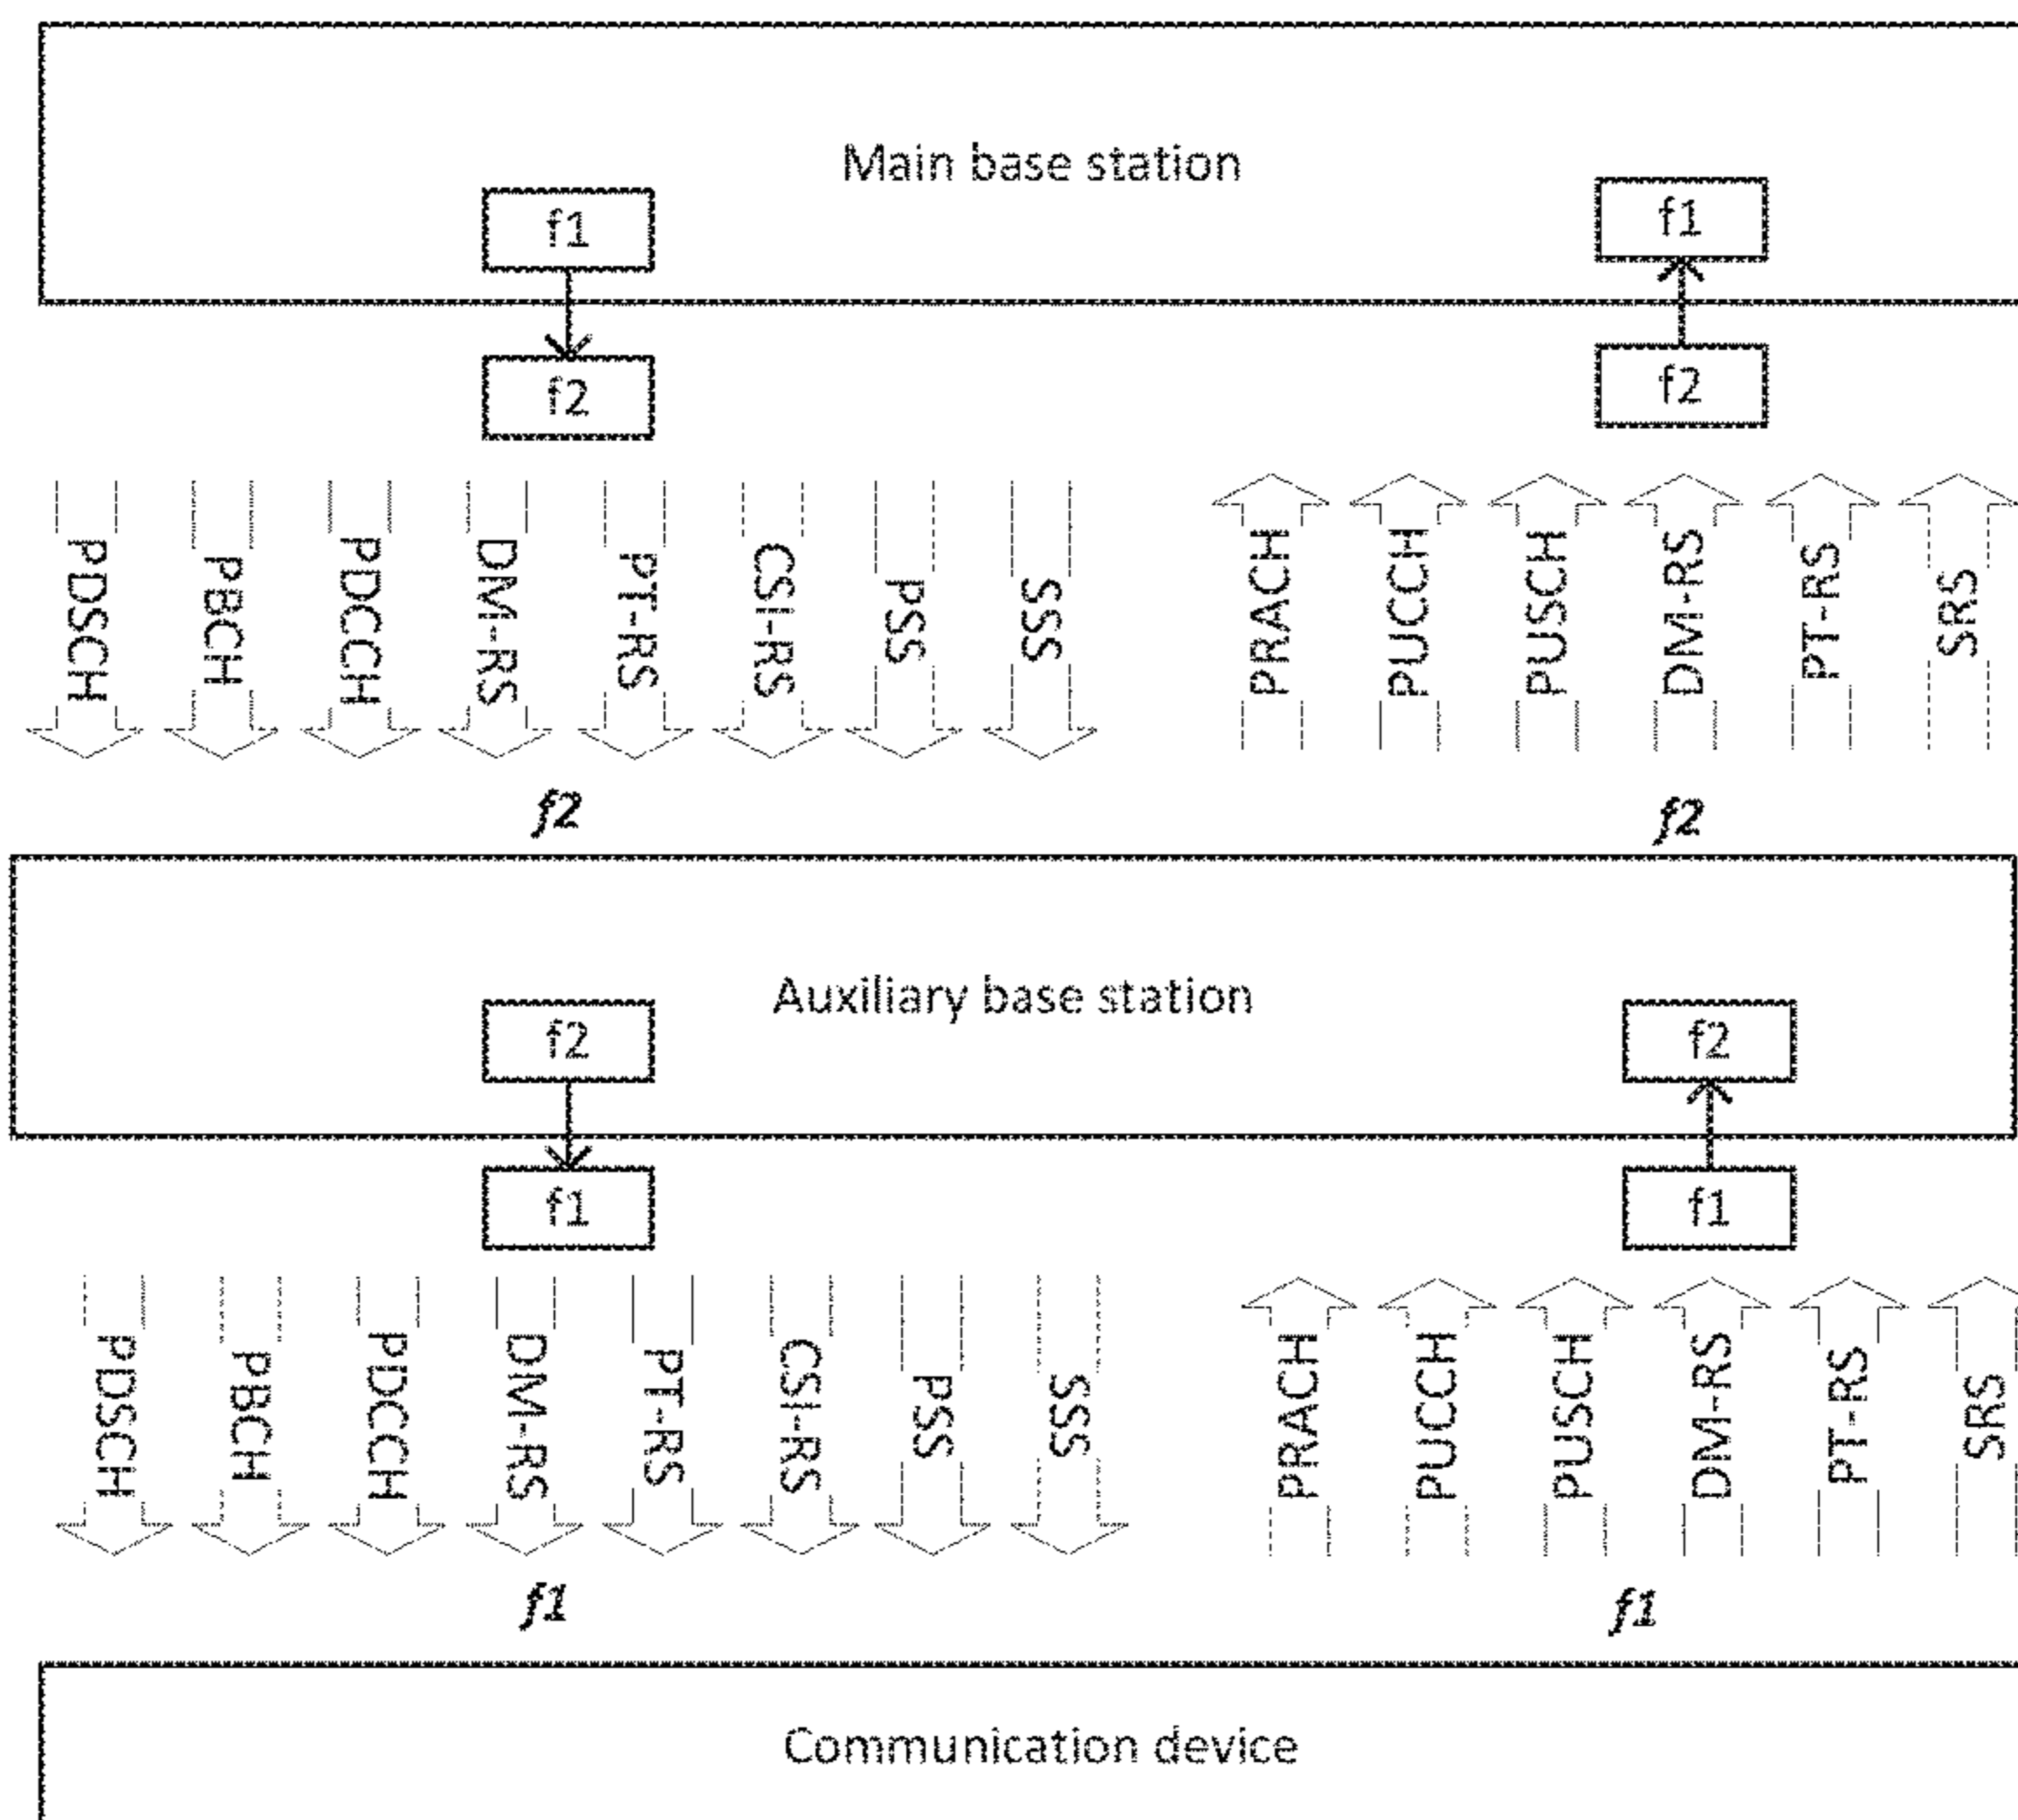 Main base station
f1
f1
f2
f2
PDSCH
PBCH
PDCCH
DM-RS
PT-RS
CSI-RS
PSS
SSS
PRACH
PUCCH
PUSCH
DM-RS
PT-RS
SRS
f2
f2
Auxiliary base station
f2
f2
f1
f1
PDSCH
PBCH
PDCCH
DM-RS
PT-RS
CSI-RS
PSS
SSS
PRACH
PUCCH
PUSCH
DM-RS
PT-RS
SRS
f1
f1
Communication device